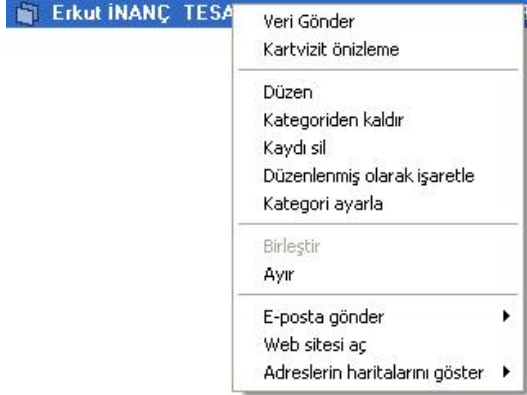 Erkut İNANÇ TESA
Veri Gönder
Kartvizit önizleme
Düzen
Kategoriden kaldır
Kaydı sil
Düzenlenmiş olarak işaretle
Kategori ayarla
Birleştir
Ayır
E-posta gönder
Web sitesi aç
Adreslerin haritalarını göster